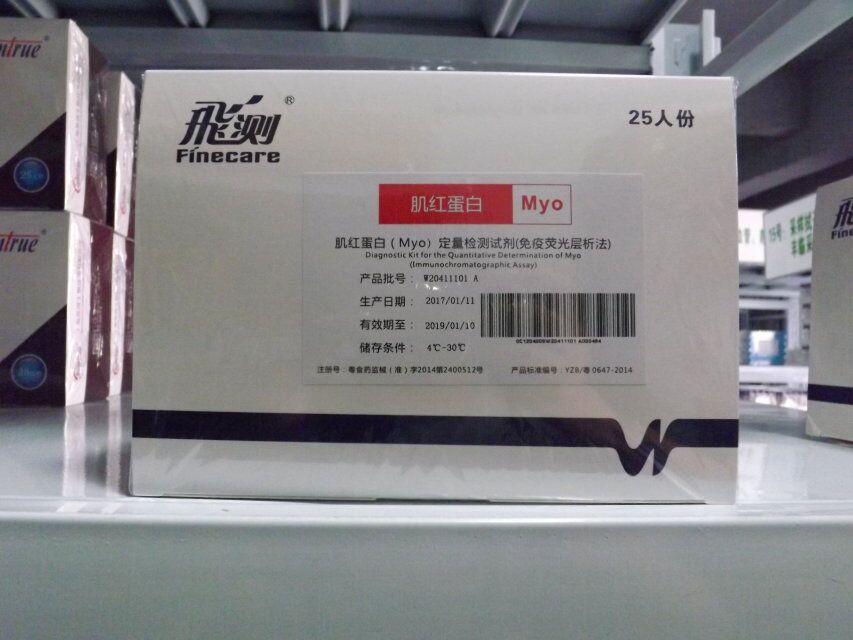 飛测®
Finecare
25人份
肌红蛋白 Myo
肌红蛋白（Myo）定量检测试剂(免疫荧光层析法)
Diagnostic Kit for the Quantitative Determination of Myo
(Immunochromatographic Assay)
产品批号： W20411101 A
生产日期： 2017/01/11
有效期至： 2019/01/10
储存条件： 4℃-30℃
注册号：粤食药监械（准）字2014第2400512号
产品标准编号：YZB/粤 0647-2014